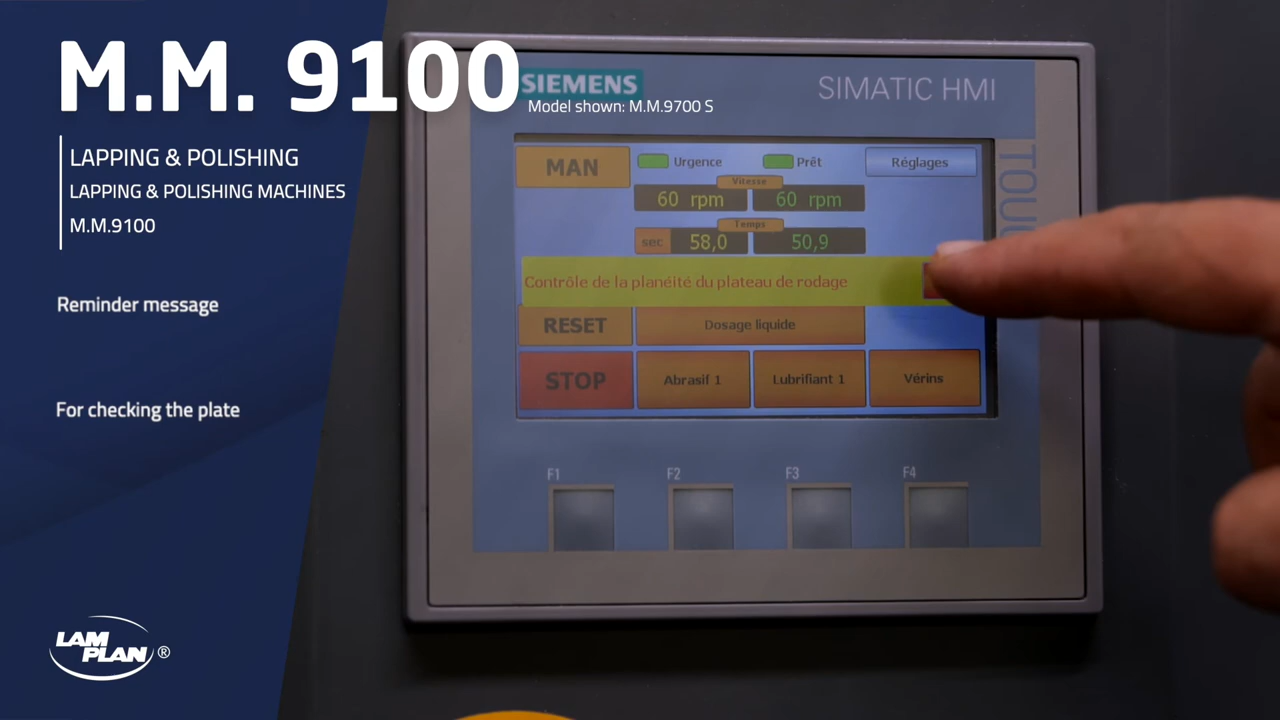 M.M. 9100
LAPPING & POLISHING
LAPPING & POLISHING MACHINES
M.M.9100
Reminder message
For checking the plate
LAM
PLAN ®
SIEMENS
Model shown: M.M.9700 S
SIMATIC HMI
TOU
MAN
Urgence
Prêt
Réglages
Vitesse
60 rpm
60 rpm
Temps
sec
58,0
50,9
Contrôle de la planéité du plateau de rodage
RESET
Dosage liquide
STOP
Abrasif 1
Lubrifiant 1
Vérins
F1
F2
F3
F4